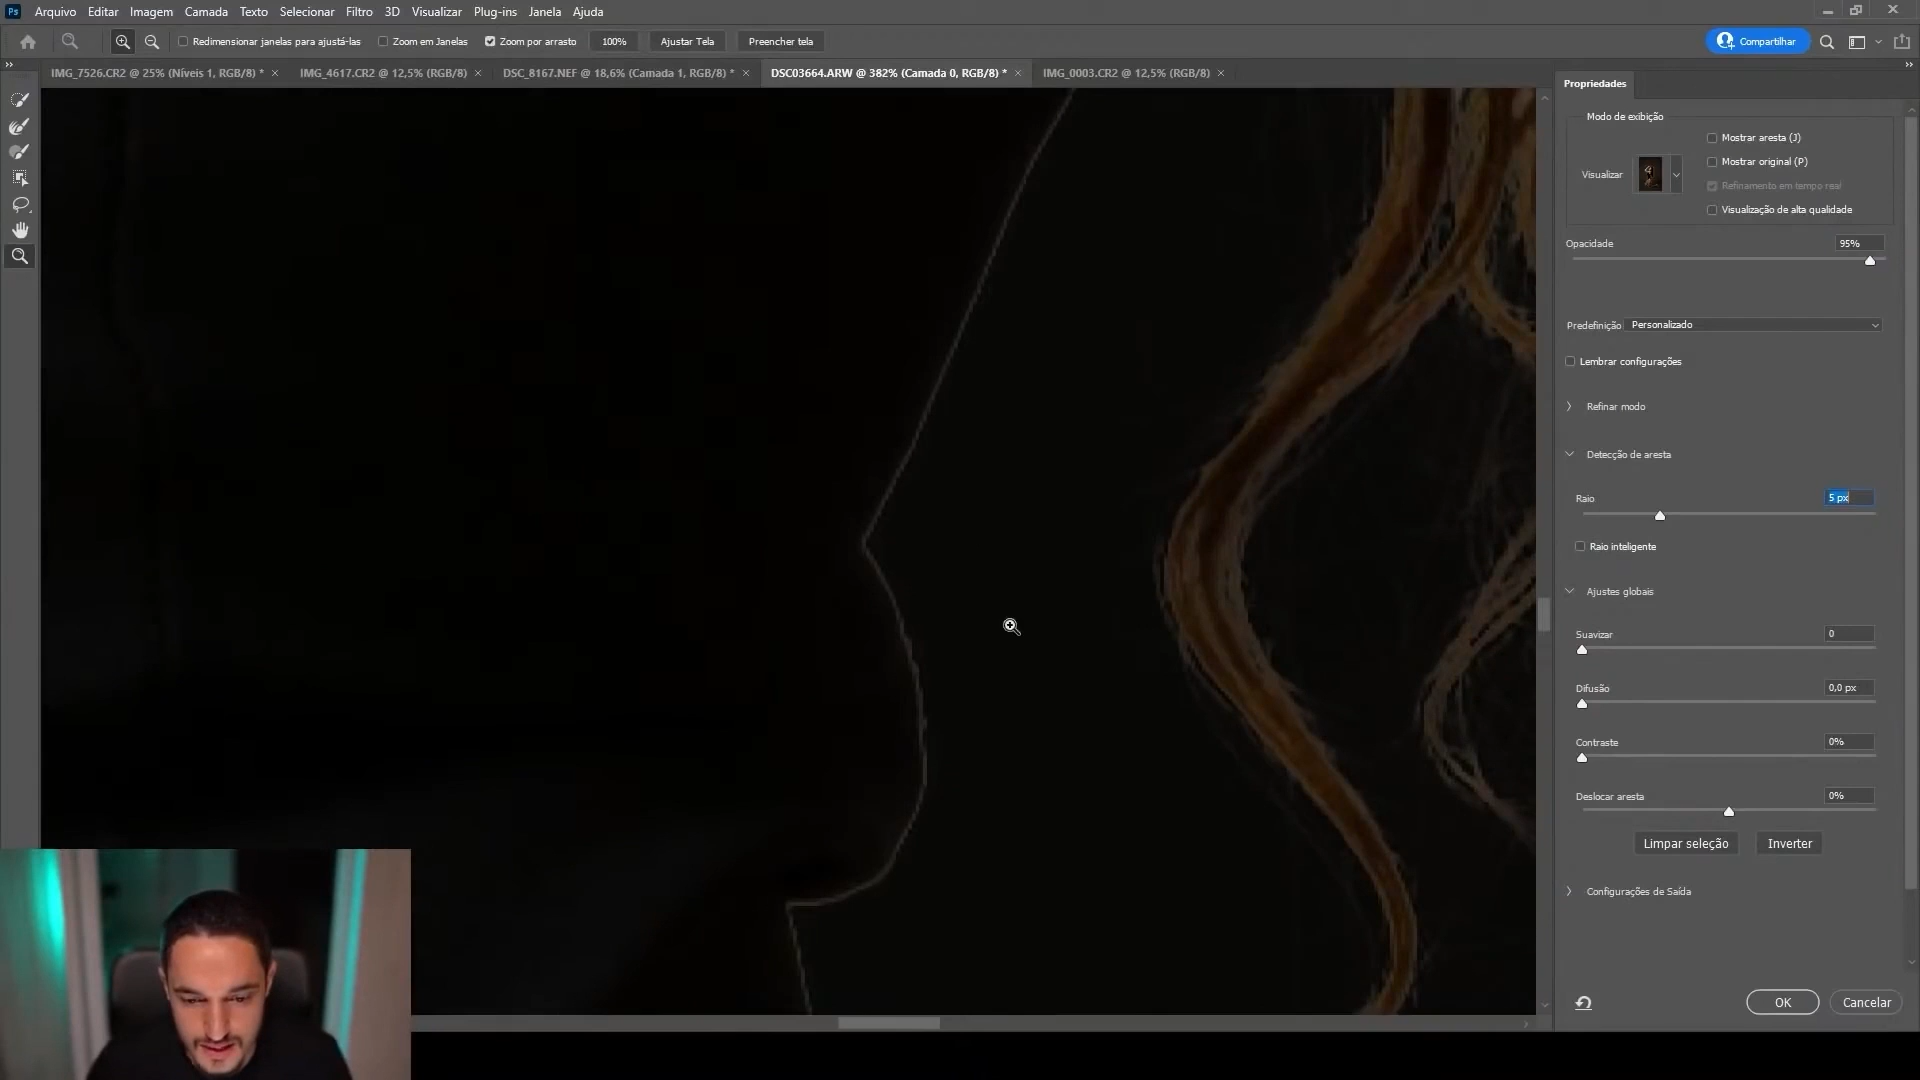 Ps Arquivo Editar Imagem Camada Texto Selecionar Filtro 3D Visualizar Plug-ins Janela Ajuda
Redimensionar janelas para ajustá-las Zoom em Janelas Zoom por arrasto 100% Ajustar Tela Preencher tela Compartilhar
IMG_7526.CR2 @ 25% (Níveis 1, RGB/8) * × IMG_4617.CR2 @ 12,5% (RGB/8) × DSC_8167.NEF @ 18,6% (Camada 1, RGB/8) * × DSC03664.ARW @ 382% (Camada 0, RGB/8) * × IMG_0003.CR2 @ 12,5% (RGB/8) ×
Propriedades
Modo de exibição
Mostrar aresta (J)
Mostrar original (P)
Visualizar
Refinamento em tempo real
Visualização de alta qualidade
Opacidade 95%
Predefinição Personalizado
Lembrar configurações
Refinar modo
Detecção de aresta
Raio 5 px
Raio inteligente
Ajustes globais
Suavizar 0
Difusão 0,0 px
Contraste 0%
Deslocar aresta 0%
Limpar seleção Inverter
Configurações de Saída
OK Cancelar